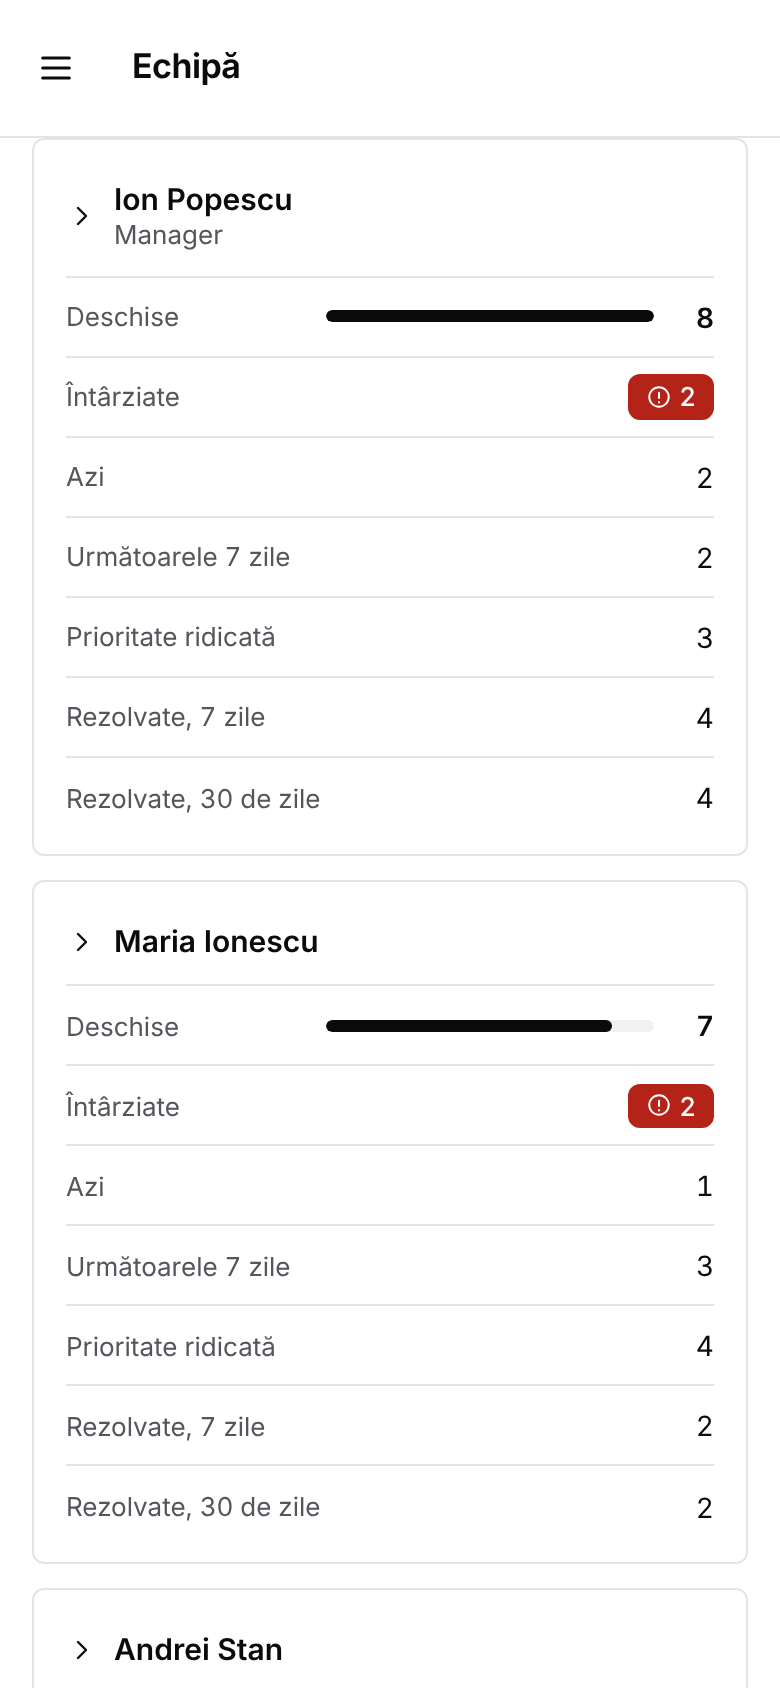 Echipă
Ion Popescu
Manager
Deschise 8
Întârziate 2
Azi 2
Următoarele 7 zile 2
Prioritate ridicată 3
Rezolvate, 7 zile 4
Rezolvate, 30 de zile 4
Maria Ionescu
Deschise 7
Întârziate 2
Azi 1
Următoarele 7 zile 3
Prioritate ridicată 4
Rezolvate, 7 zile 2
Rezolvate, 30 de zile 2
Andrei Stan